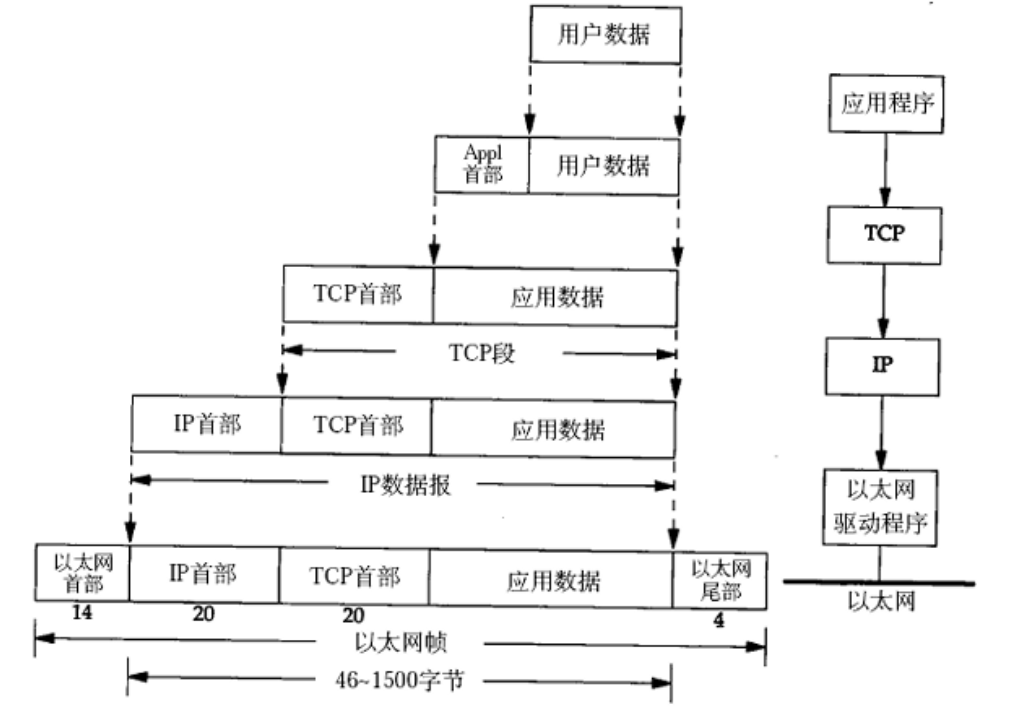 用户数据
应用程序
Appl
首部
用户数据
TCP
TCP首部
应用数据
TCP段
IP
IP首部
TCP首部
应用数据
IP数据报
以太网
驱动程序
以太网
首部
IP首部
TCP首部
应用数据
以太网
尾部
以太网
14
20
20
4
以太网帧
46~1500字节